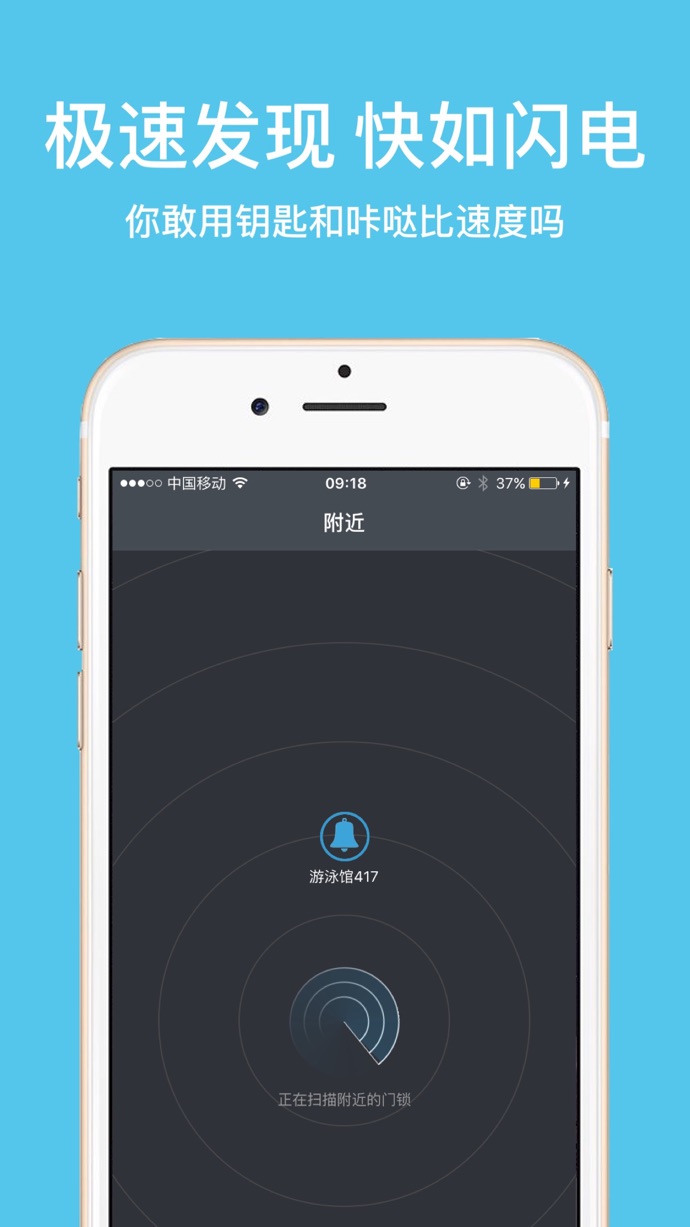 极速发现 快如闪电
你敢用钥匙和咔哒比速度吗
中国移动 09:18 37%
附近
游泳馆417
正在扫描附近的门锁